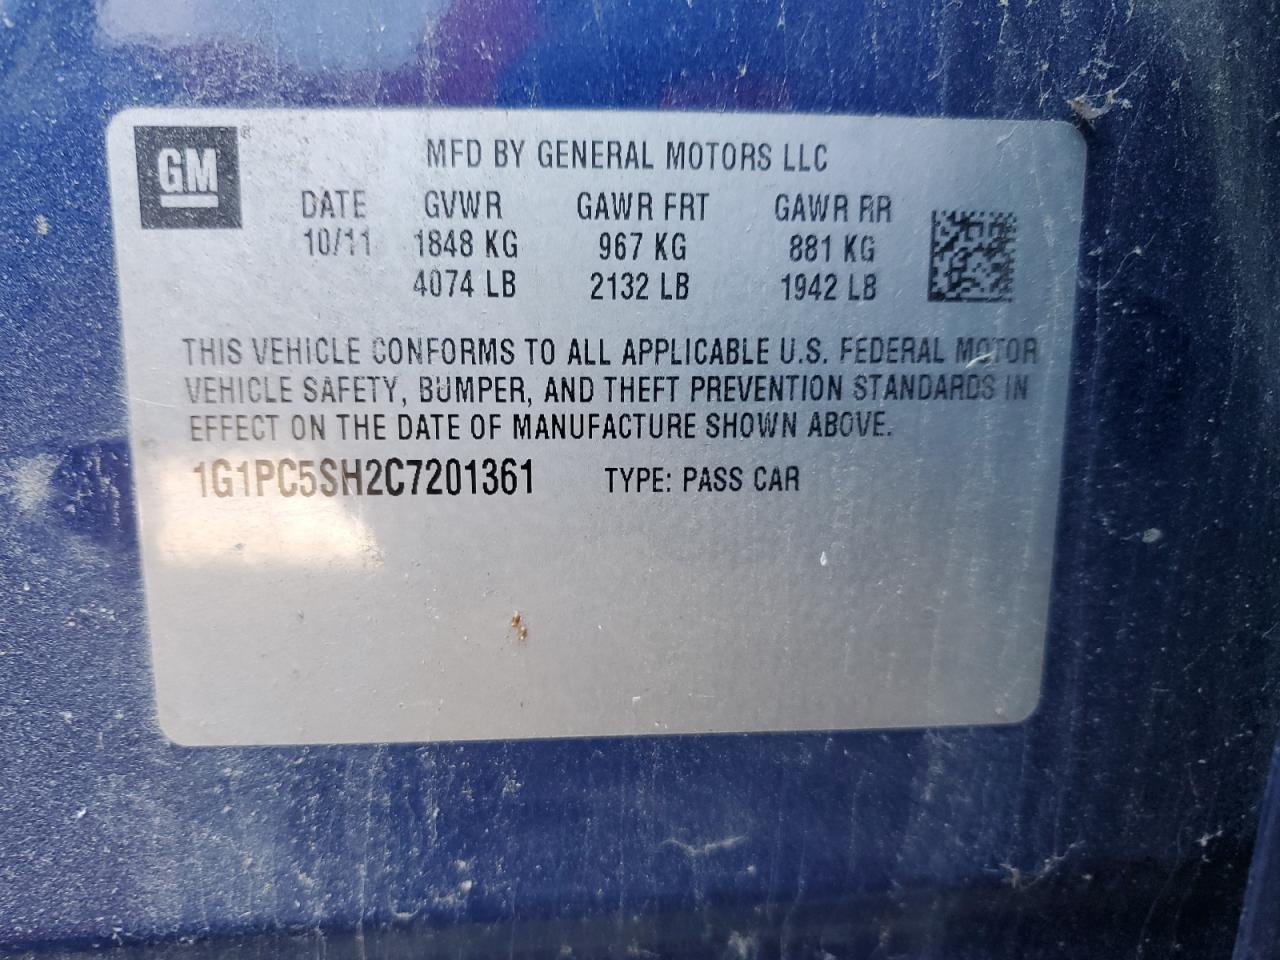 GM ®
MFD BY GENERAL MOTORS LLC
DATE GVWR GAWR FRT GAWR RR
10/11 1848 KG 967 KG 881 KG
4074 LB 2132 LB 1942 LB
THIS VEHICLE CONFORMS TO ALL APPLICABLE U.S. FEDERAL MOTOR
VEHICLE SAFETY, BUMPER, AND THEFT PREVENTION STANDARDS IN
EFFECT ON THE DATE OF MANUFACTURE SHOWN ABOVE.
1G1PC5SH2C7201361 TYPE: PASS CAR